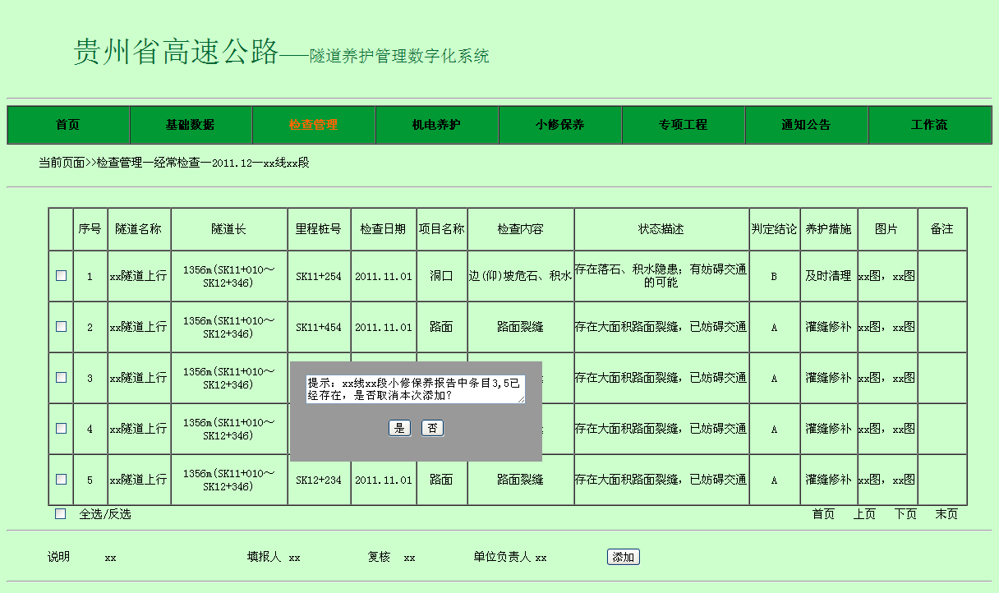 贵州省高速公路——隧道养护管理数字化系统
首页 基础数据 检查管理 机电养护 小修保养 专项工程 通知公告 工作流
当前页面>>检查管理—经常检查—2011.12—xx线xx段
序号 隧道名称 隧道长 里程桩号 检查日期 项目名称 检查内容 状态描述 判定结论 养护措施 图片 备注
1 xx隧道上行 1356m(SK11+010～SK12+346) SK11+254 2011.11.01 洞口 边(仰)坡危石、积水 存在落石、积水隐患；有妨碍交通的可能 B 及时清理 xx图，xx图
2 xx隧道上行 1356m(SK11+010～SK12+346) SK11+454 2011.11.01 路面 路面裂缝 存在大面积路面裂缝，已妨碍交通 A 灌缝修补 xx图，xx图
3 xx隧道上行 1356m(SK11+010～SK12+346) 存在大面积路面裂缝，已妨碍交通 A 灌缝修补 xx图，xx图
提示：xx线xx段小修保养报告中条目3,5已
经存在，是否取消本次添加？
是 否
4 xx隧道上行 1356m(SK11+010～SK12+346) 存在大面积路面裂缝，已妨碍交通 A 灌缝修补 xx图，xx图
5 xx隧道上行 1356m(SK11+010～SK12+346) SK12+234 2011.11.01 路面 路面裂缝 存在大面积路面裂缝，已妨碍交通 A 灌缝修补 xx图，xx图
全选/反选 首页 上页 下页 末页
说明 xx 填报人 xx 复核 xx 单位负责人 xx 添加